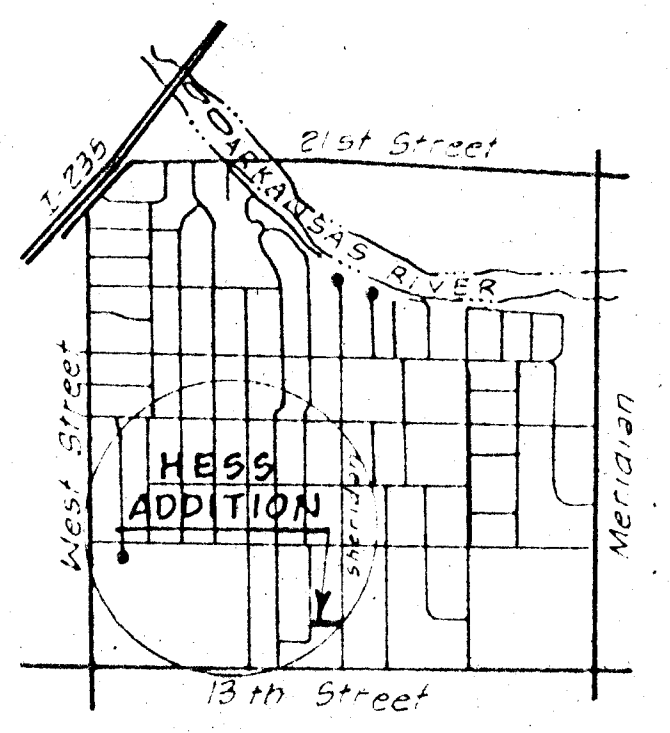 21st Street
I-235
ARKANSAS RIVER
West Street
HESS
ADDITION
sheridan
Meridian
13th Street